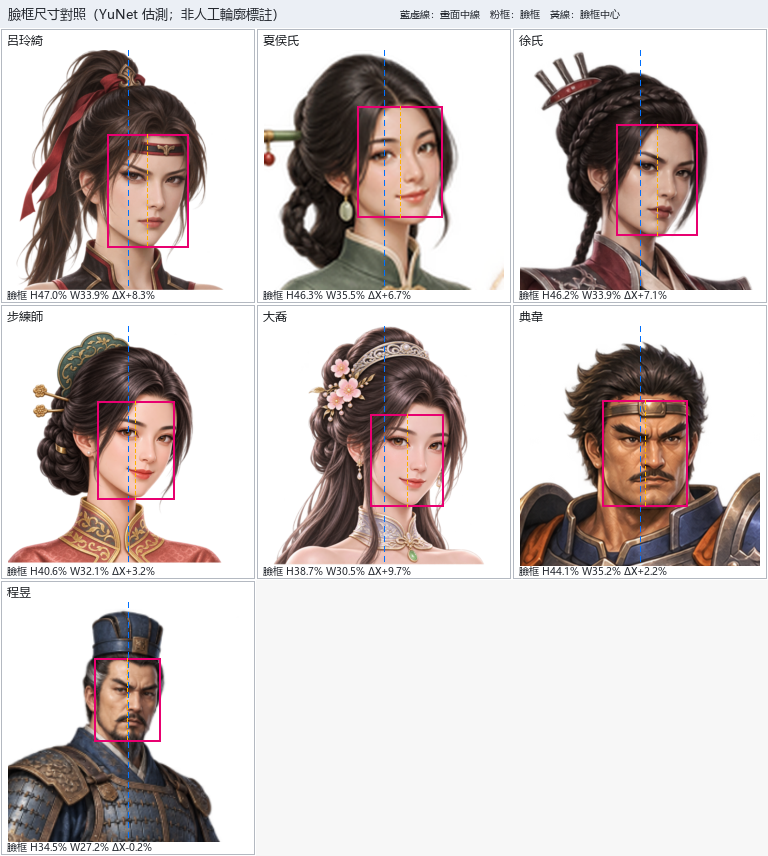 臉框尺寸對照（YuNet 估測；非人工輪廓標註） 藍虛線：畫面中線 粉框：臉框 黃線：臉框中心
呂玲綺 夏侯氏 徐氏
臉框 H47.0% W33.9% ΔX+8.3% 臉框 H46.3% W35.5% ΔX+6.7% 臉框 H46.2% W33.9% ΔX+7.1%
步練師 大喬 典韋
臉框 H40.6% W32.1% ΔX+3.2% 臉框 H38.7% W30.5% ΔX+9.7% 臉框 H44.1% W35.2% ΔX+2.2%
程昱
臉框 H34.5% W27.2% ΔX-0.2%